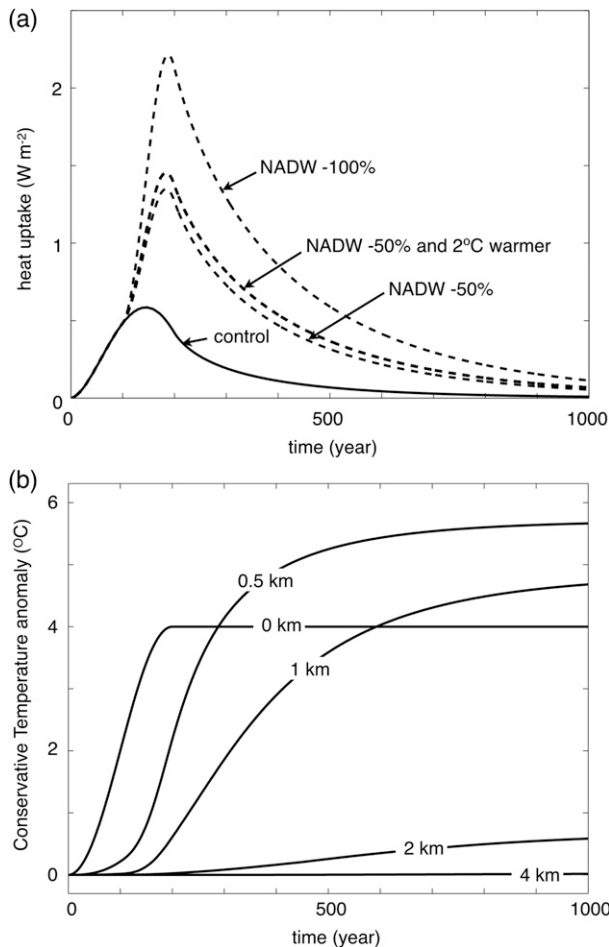 (a)
2
heat uptake (W m-2)
NADW -100%
1
NADW -50% and 2°C warmer
NADW -50%
control
0
0
500
1000
time (year)
(b)
6
Conservative Temperature anomaly (°C)
0.5 km
4
0 km
1 km
2
2 km
0
4 km
0
500
1000
time (year)